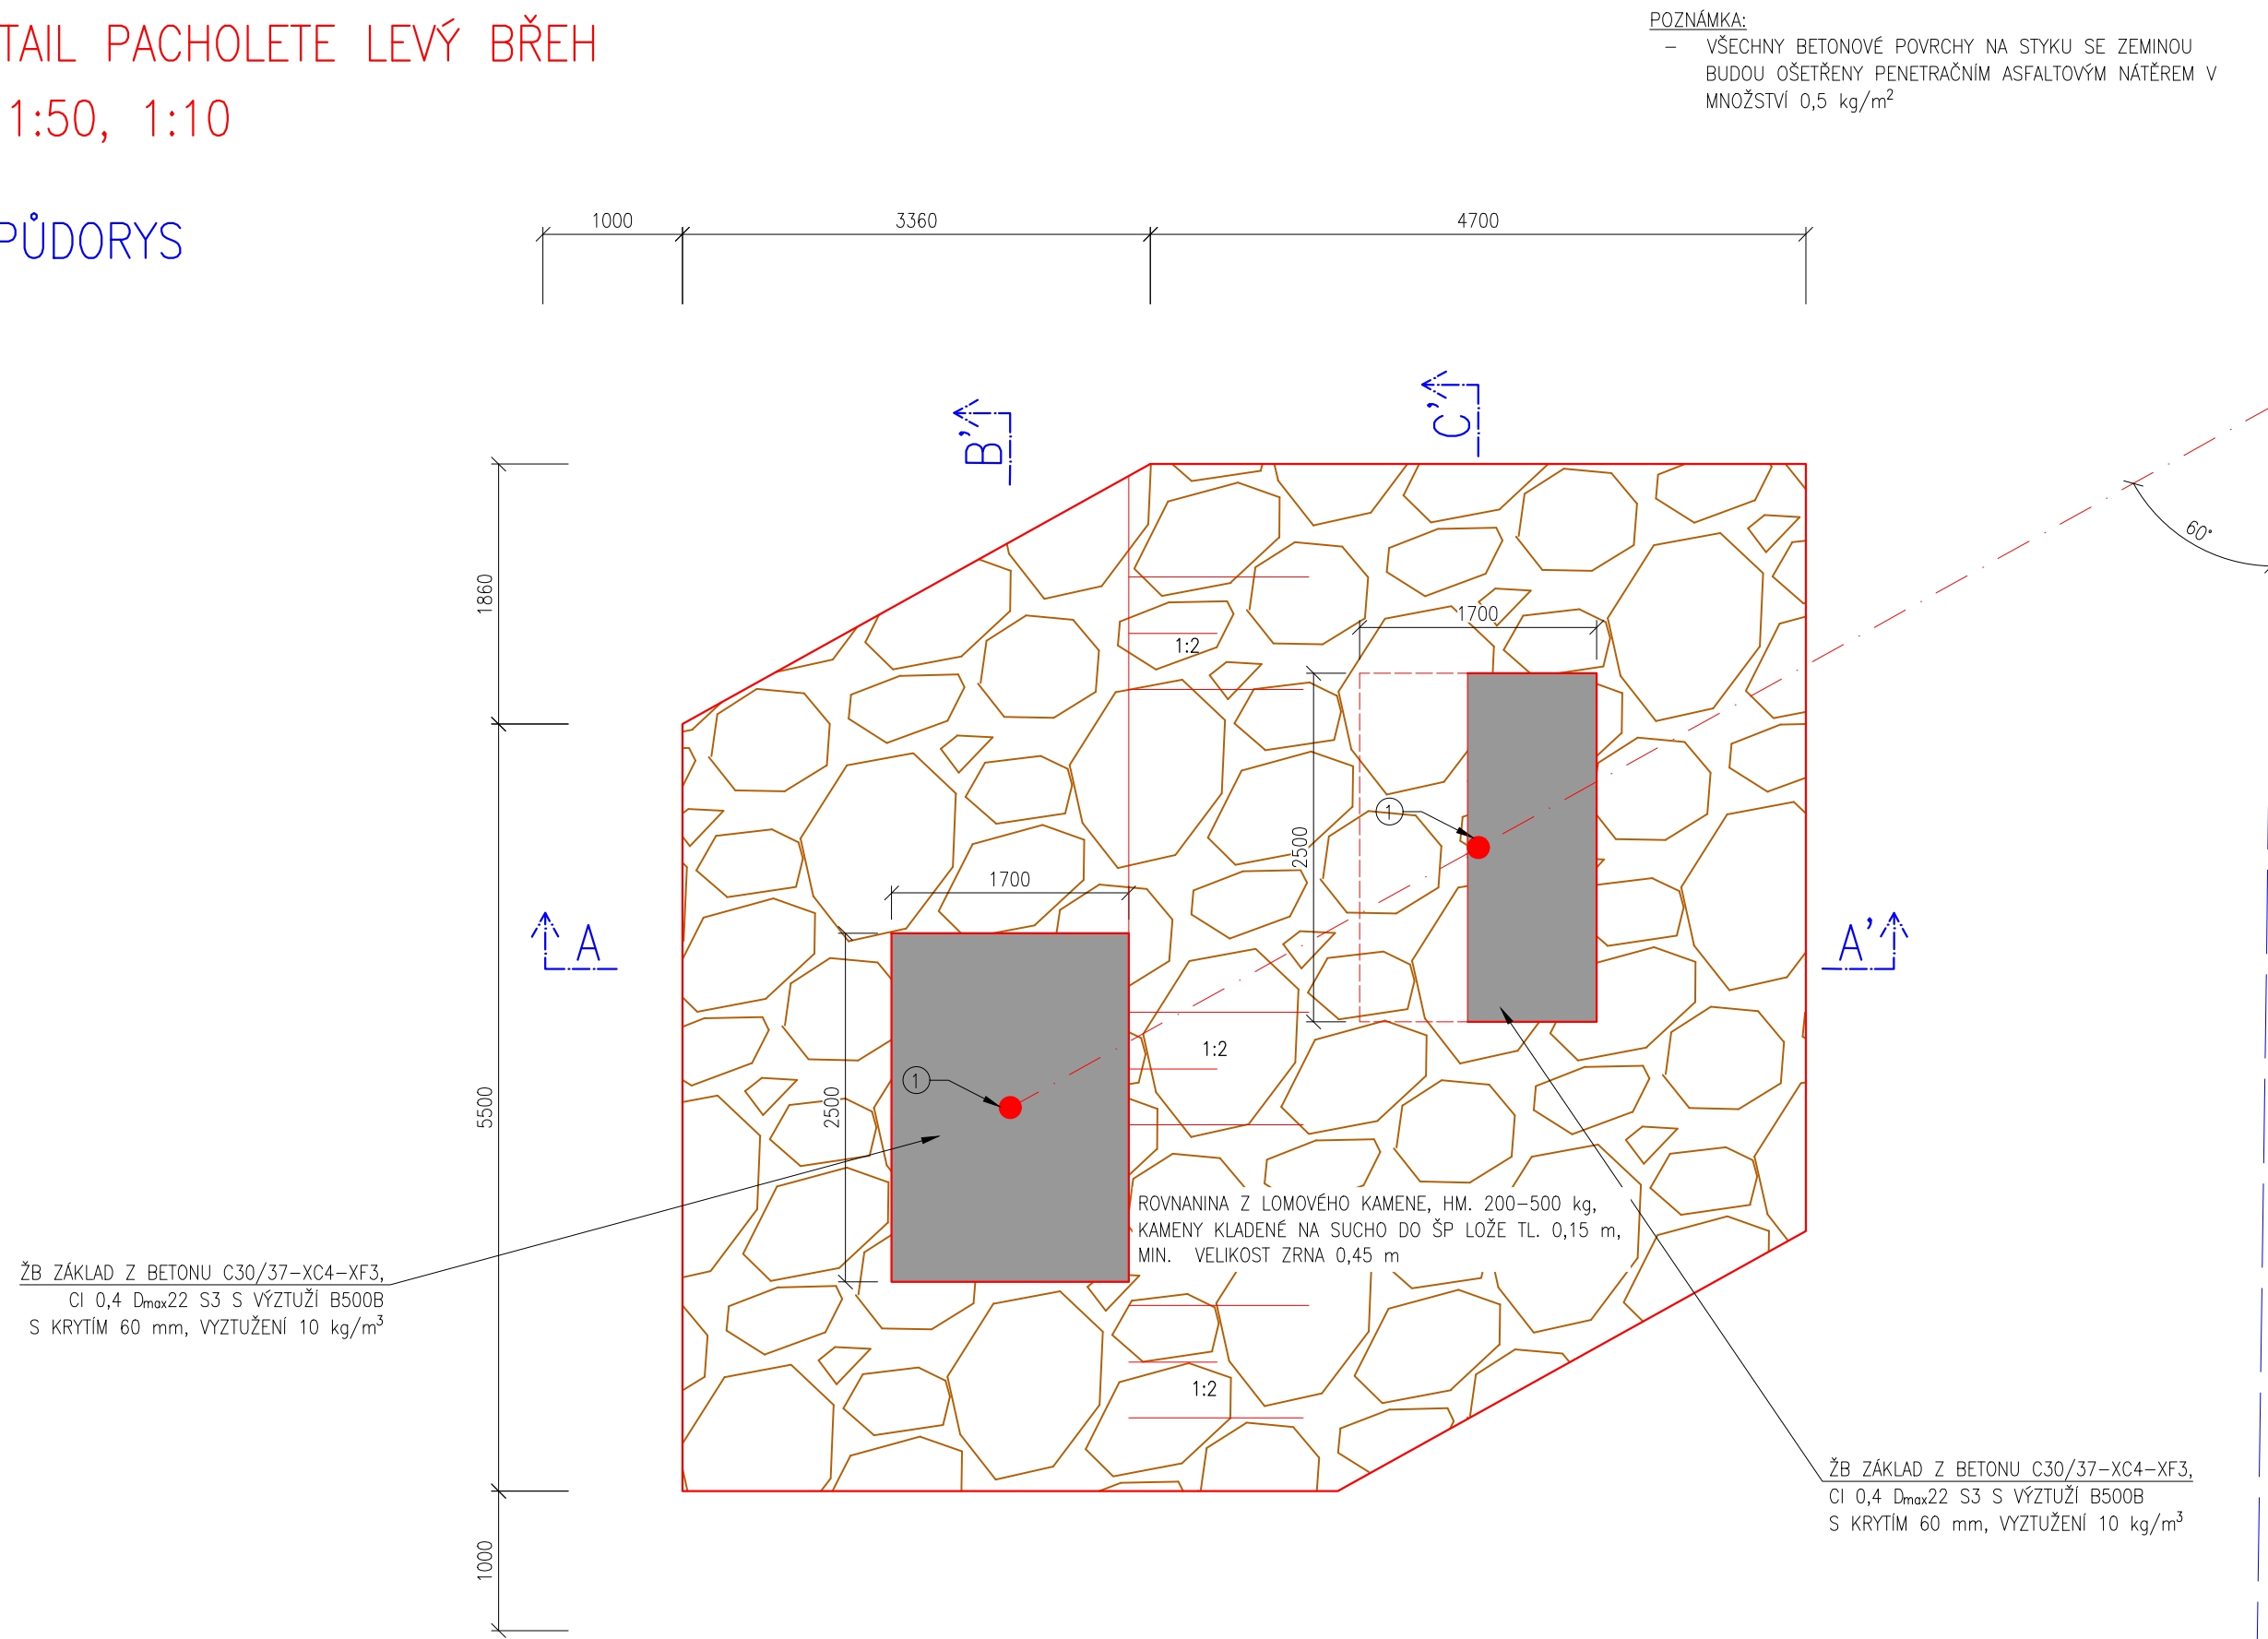 TAIL PACHOLETE LEVÝ BŘEH
1:50, 1:10
PŮDORYS
POZNÁMKA:
– VŠECHNY BETONOVÉ POVRCHY NA STYKU SE ZEMINOU
BUDOU OŠETŘENY PENETRAČNÍM ASFALTOVÝM NÁTĚREM V
MNOŽSTVÍ 0,5 kg/m²
1000
3360
4700
B'
C'
60°
1860
1700
1:2
1
2500
1700
A
A'
1:2
1
2500
5500
ROVNANINA Z LOMOVÉHO KAMENE, HM. 200–500 kg,
KAMENY KLADENÉ NA SUCHO DO ŠP LOŽE TL. 0,15 m,
MIN. VELIKOST ZRNA 0,45 m
ŽB ZÁKLAD Z BETONU C30/37–XC4–XF3,
Cl 0,4 Dmax22 S3 S VÝZTUŽÍ B500B
S KRYTÍM 60 mm, VYZTUŽENÍ 10 kg/m³
1:2
ŽB ZÁKLAD Z BETONU C30/37–XC4–XF3,
Cl 0,4 Dmax22 S3 S VÝZTUŽÍ B500B
S KRYTÍM 60 mm, VYZTUŽENÍ 10 kg/m³
1000